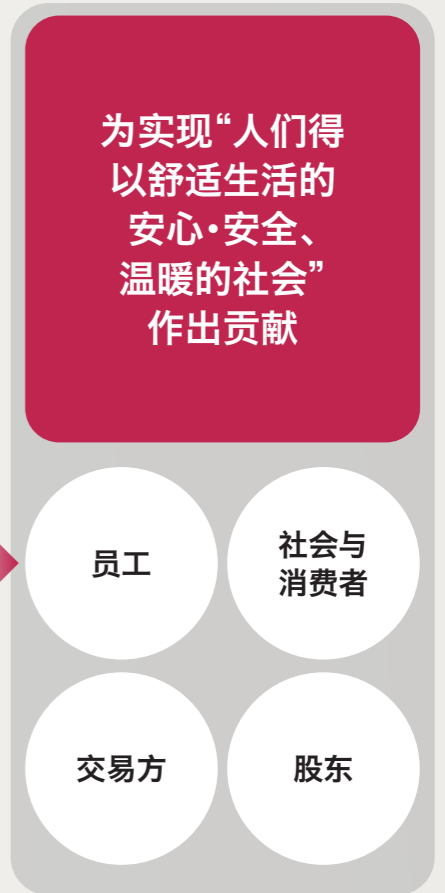 为实现“人们得
以舒适生活的
安心•安全、
温暖的社会”
作出贡献
员工
社会与
消费者
交易方
股东